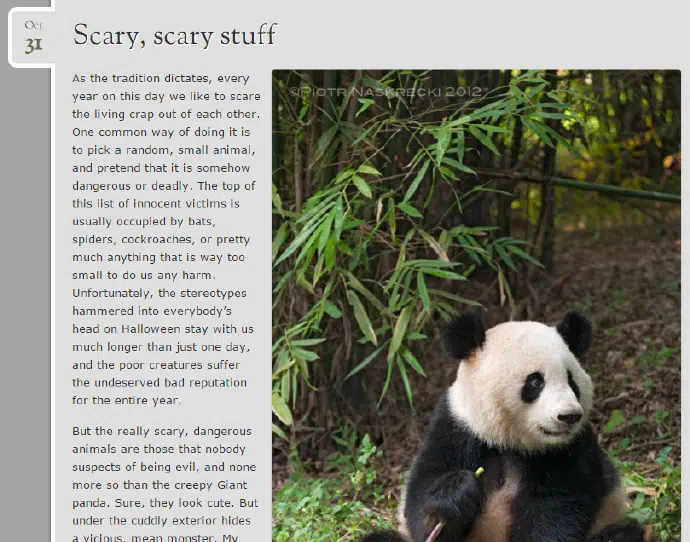 Oct
31
Scary, scary stuff
©Piotr Naskrecki 2012
As the tradition dictates, every
year on this day we like to scare
the living crap out of each other.
One common way of doing it is
to pick a random, small animal,
and pretend that it is somehow
dangerous or deadly. The top of
this list of innocent victims is
usually occupied by bats,
spiders, cockroaches, or pretty
much anything that is way too
small to do us any harm.
Unfortunately, the stereotypes
hammered into everybody’s
head on Halloween stay with us
much longer than just one day,
and the poor creatures suffer
the undeserved bad reputation
for the entire year.
But the really scary, dangerous
animals are those that nobody
suspects of being evil, and none
more so than the creepy Giant
panda. Sure, they look cute. But
under the cuddly exterior hides
a vicious, mean monster. My